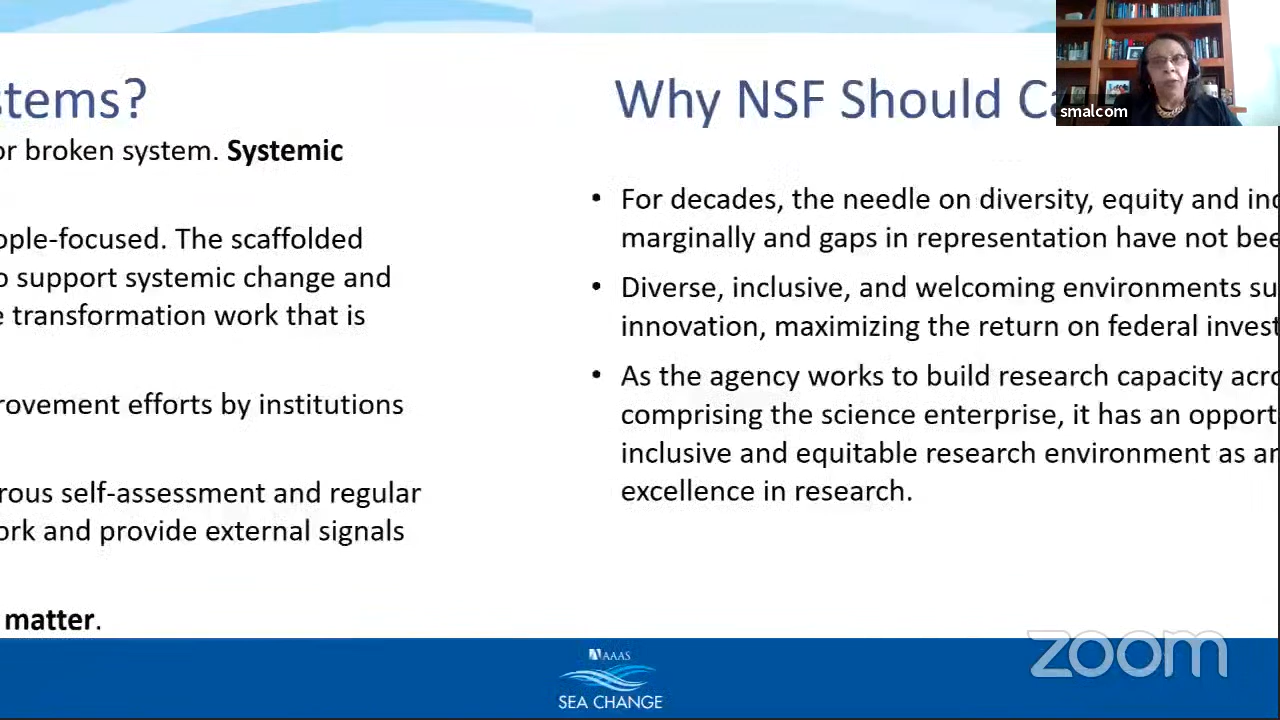 stems?
or broken system. Systemic
ople-focused. The scaffolded
o support systemic change and
e transformation work that is
rovement efforts by institutions
rous self-assessment and regular
ork and provide external signals
matter.
Why NSF Should Ca
• For decades, the needle on diversity, equity and inc
marginally and gaps in representation have not bee
• Diverse, inclusive, and welcoming environments su
innovation, maximizing the return on federal invest
• As the agency works to build research capacity acro
comprising the science enterprise, it has an opport
inclusive and equitable research environment as an
excellence in research.
smalcom
AAAS
SEA CHANGE
zoom